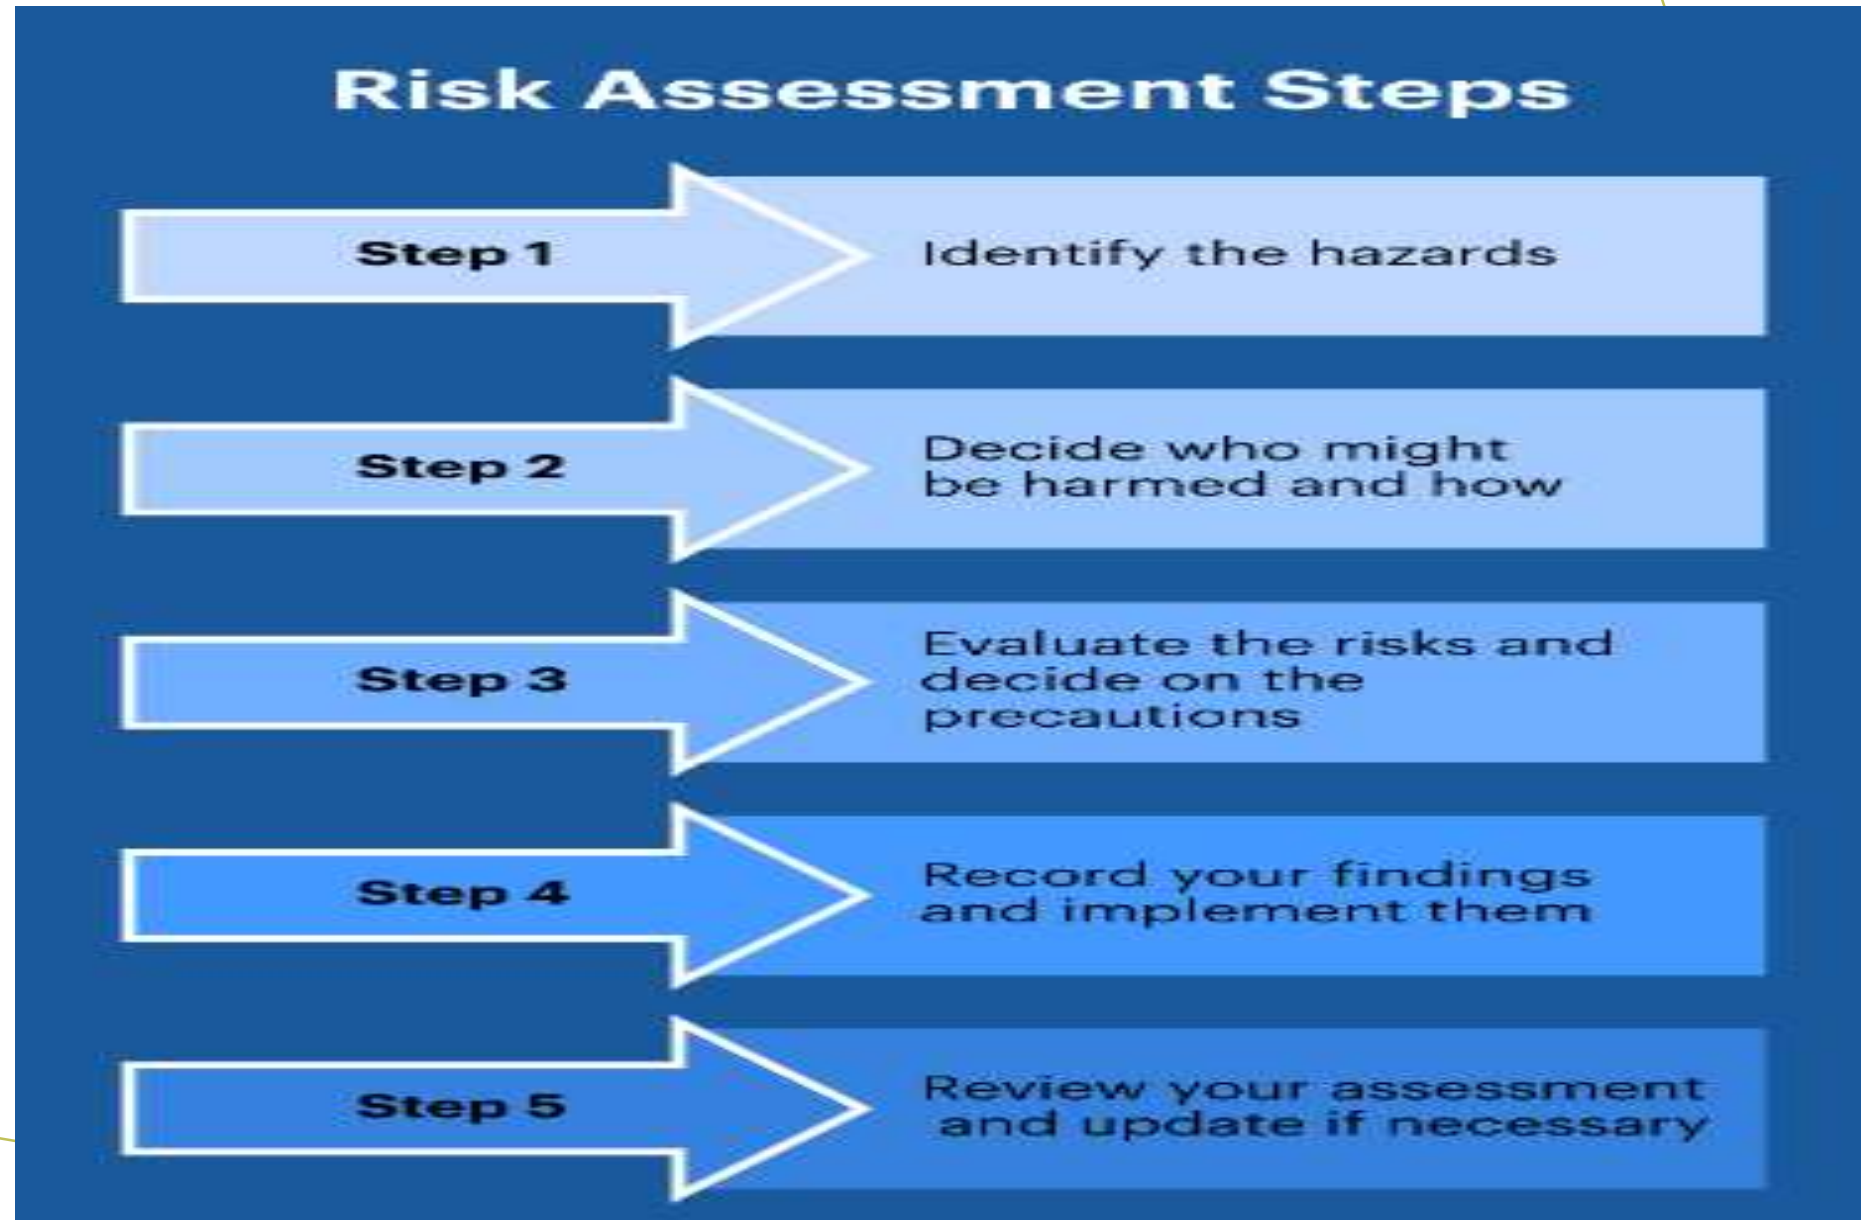 Risk Assessment Steps
Step 1
Identify the hazards
Step 2
Decide who might
be harmed and how
Step 3
Evaluate the risks and
decide on the
precautions
Step 4
Record your findings
and implement them
Step 5
Review your assessment
and update if necessary